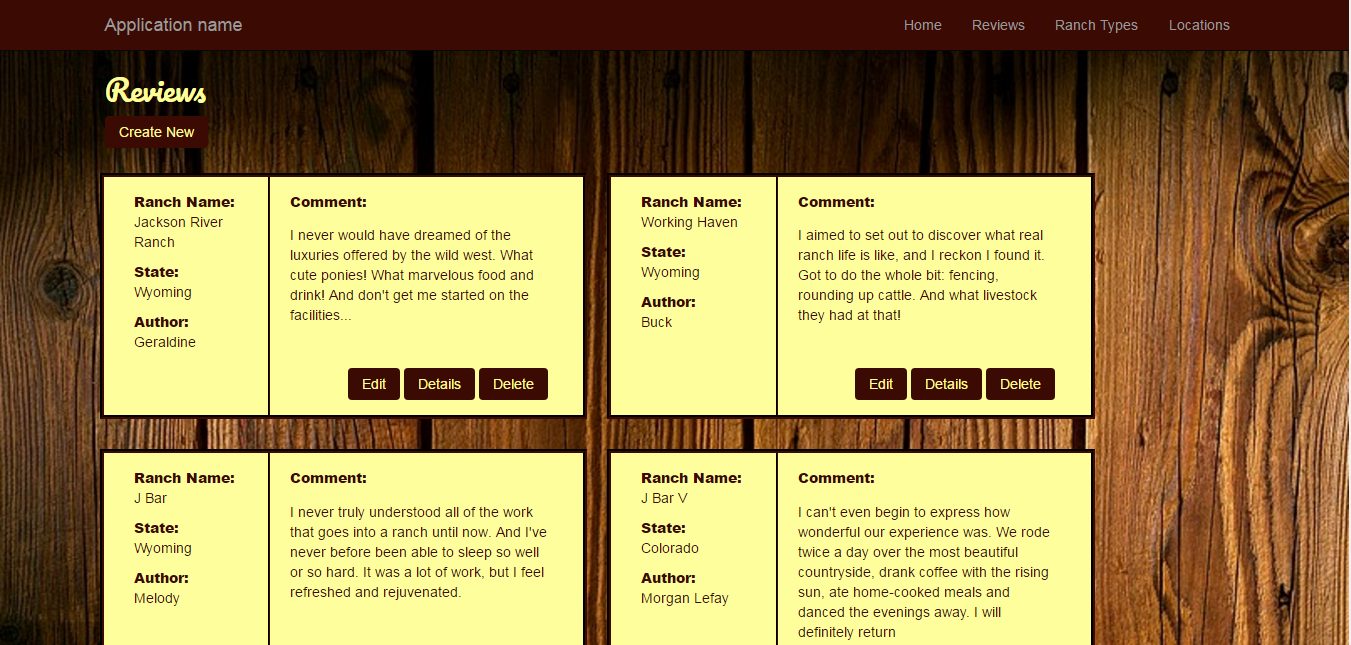 Application name
Home Reviews Ranch Types Locations
Reviews
Create New
Ranch Name:
Jackson River
Ranch
State:
Wyoming
Author:
Geraldine
Comment:
I never would have dreamed of the
luxuries offered by the wild west. What
cute ponies! What marvelous food and
drink! And don't get me started on the
facilities...
Edit Details Delete
Ranch Name:
Working Haven
State:
Wyoming
Author:
Buck
Comment:
I aimed to set out to discover what real
ranch life is like, and I reckon I found it.
Got to do the whole bit: fencing,
rounding up cattle. And what livestock
they had at that!
Edit Details Delete
Ranch Name:
J Bar
State:
Wyoming
Author:
Melody
Comment:
I never truly understood all of the work
that goes into a ranch until now. And I've
never before been able to sleep so well
or so hard. It was a lot of work, but I feel
refreshed and rejuvenated.
Ranch Name:
J Bar V
State:
Colorado
Author:
Morgan Lefay
Comment:
I can't even begin to express how
wonderful our experience was. We rode
twice a day over the most beautiful
countryside, drank coffee with the rising
sun, ate home-cooked meals and
danced the evenings away. I will
definitely return